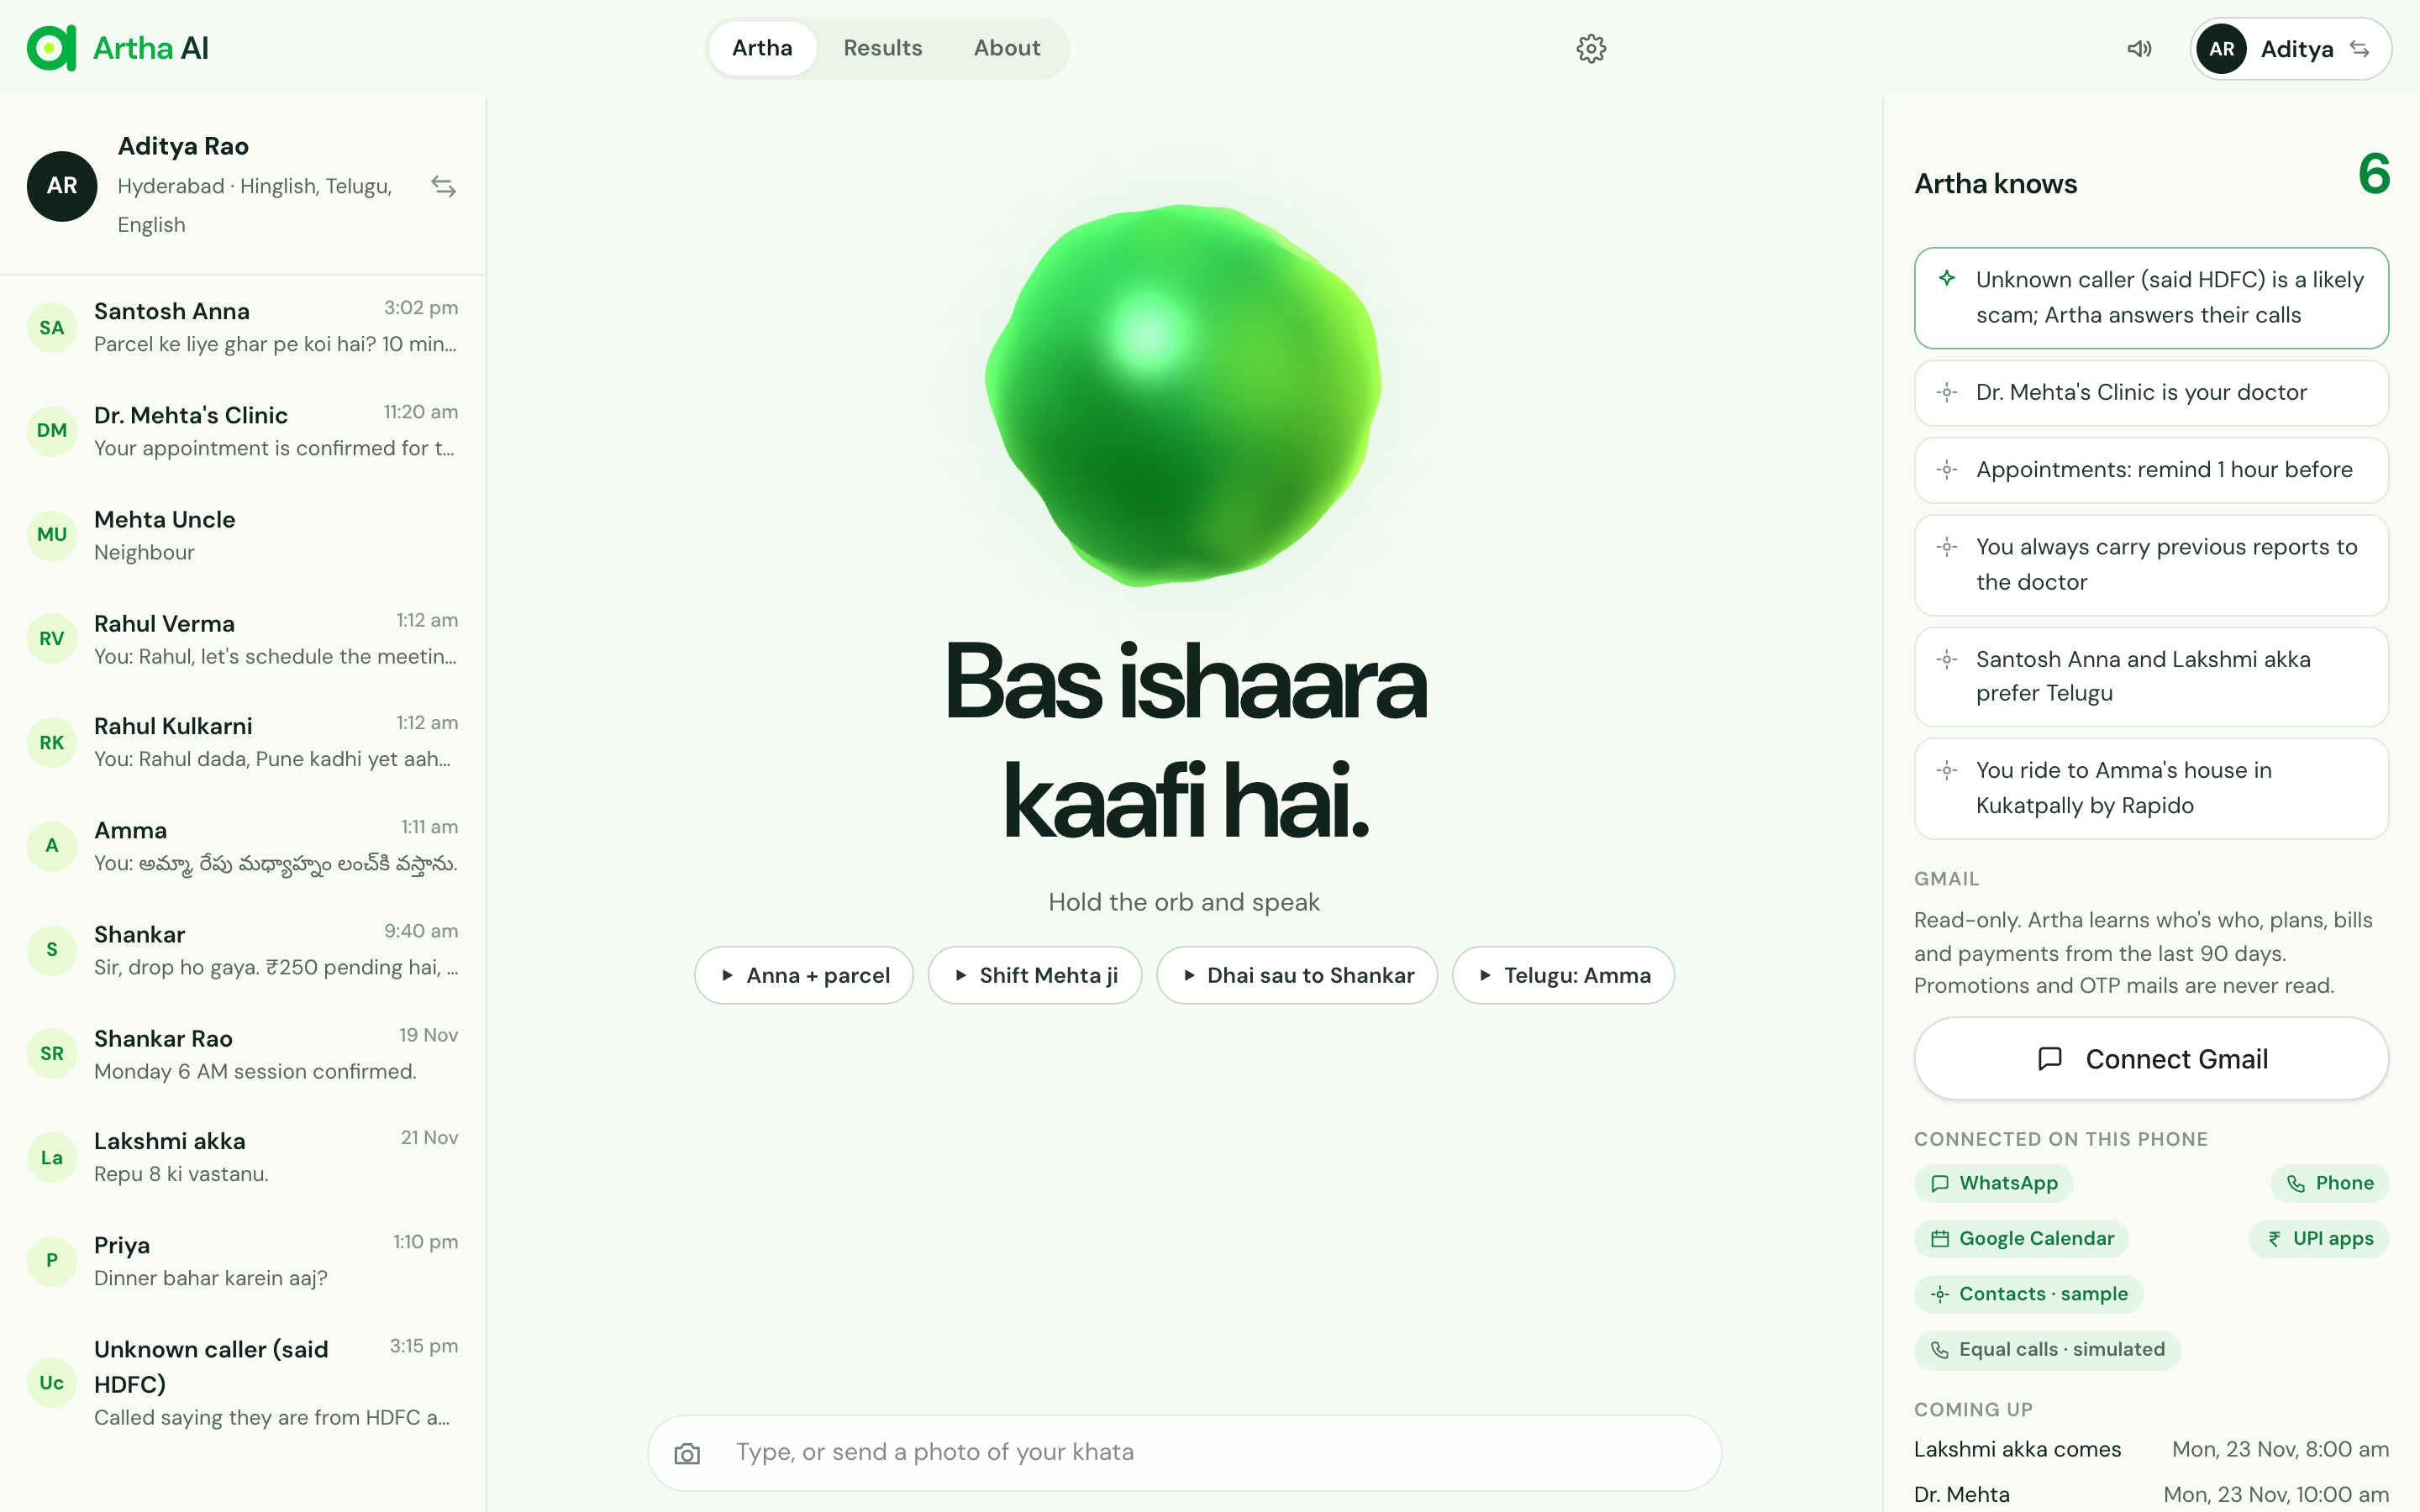 Artha AI
Artha
Results
About
AR
Aditya
AR
Aditya Rao
Hyderabad · Hinglish, Telugu,
English
SA
Santosh Anna
3:02 pm
Parcel ke liye ghar pe koi hai? 10 min...
DM
Dr. Mehta's Clinic
11:20 am
Your appointment is confirmed for t...
MU
Mehta Uncle
Neighbour
RV
Rahul Verma
1:12 am
You: Rahul, let's schedule the meetin...
RK
Rahul Kulkarni
1:12 am
You: Rahul dada, Pune kadhi yet aah...
A
Amma
1:11 am
You: అమ్మా, రేపు మధ్యాహ్నం లంచ్‌కి వస్తాను.
S
Shankar
9:40 am
Sir, drop ho gaya. ₹250 pending hai, ...
SR
Shankar Rao
19 Nov
Monday 6 AM session confirmed.
La
Lakshmi akka
21 Nov
Repu 8 ki vastanu.
P
Priya
1:10 pm
Dinner bahar karein aaj?
Uc
Unknown caller (said
HDFC)
3:15 pm
Called saying they are from HDFC a...
Bas ishaara
kaafi hai.
Hold the orb and speak
Anna + parcel
Shift Mehta ji
Dhai sau to Shankar
Telugu: Amma
Type, or send a photo of your khata
Artha knows
6
Unknown caller (said HDFC) is a likely
scam; Artha answers their calls
Dr. Mehta's Clinic is your doctor
Appointments: remind 1 hour before
You always carry previous reports to
the doctor
Santosh Anna and Lakshmi akka
prefer Telugu
You ride to Amma's house in
Kukatpally by Rapido
GMAIL
Read-only. Artha learns who's who, plans, bills
and payments from the last 90 days.
Promotions and OTP mails are never read.
Connect Gmail
CONNECTED ON THIS PHONE
WhatsApp
Phone
Google Calendar
₹ UPI apps
Contacts · sample
Equal calls · simulated
COMING UP
Lakshmi akka comes
Mon, 23 Nov, 8:00 am
Dr. Mehta
Mon, 23 Nov, 10:00 am